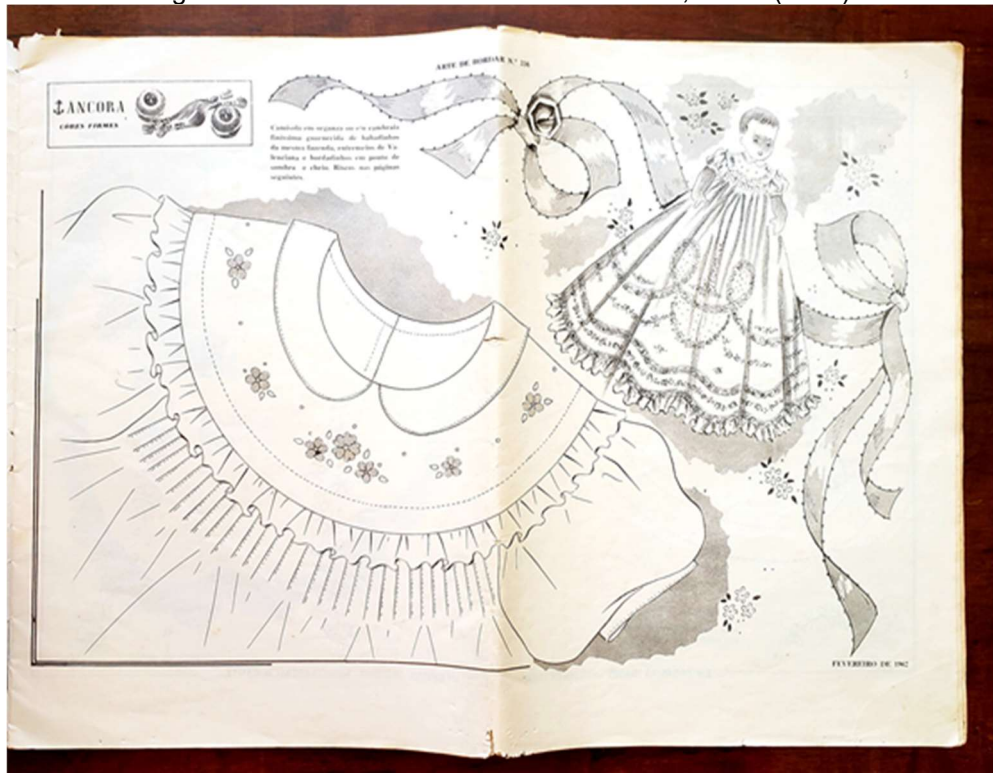 ARTE DE BORDAR N.º
5
ANCORA
CORES FIRMES
Camisola em organza ou em cambraia
finíssima guarnecida de babadinhos
da mesma fazenda, entremeios de Va-
lenciana e bordadinhos em ponto de
sombra e cheio. Riscos nas páginas
seguintes.
FEVEREIRO DE 1962